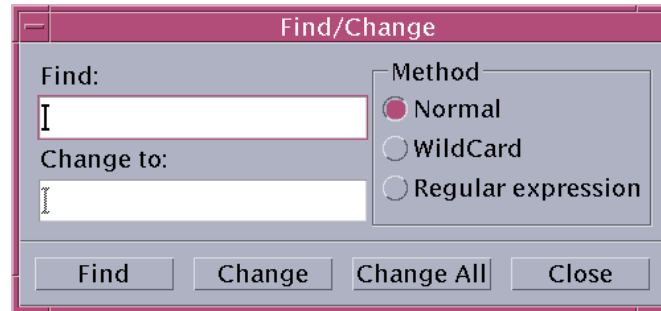 Find/Change
Find:
Change to:
Method
Normal
WildCard
Regular expression
Find
Change
Change All
Close